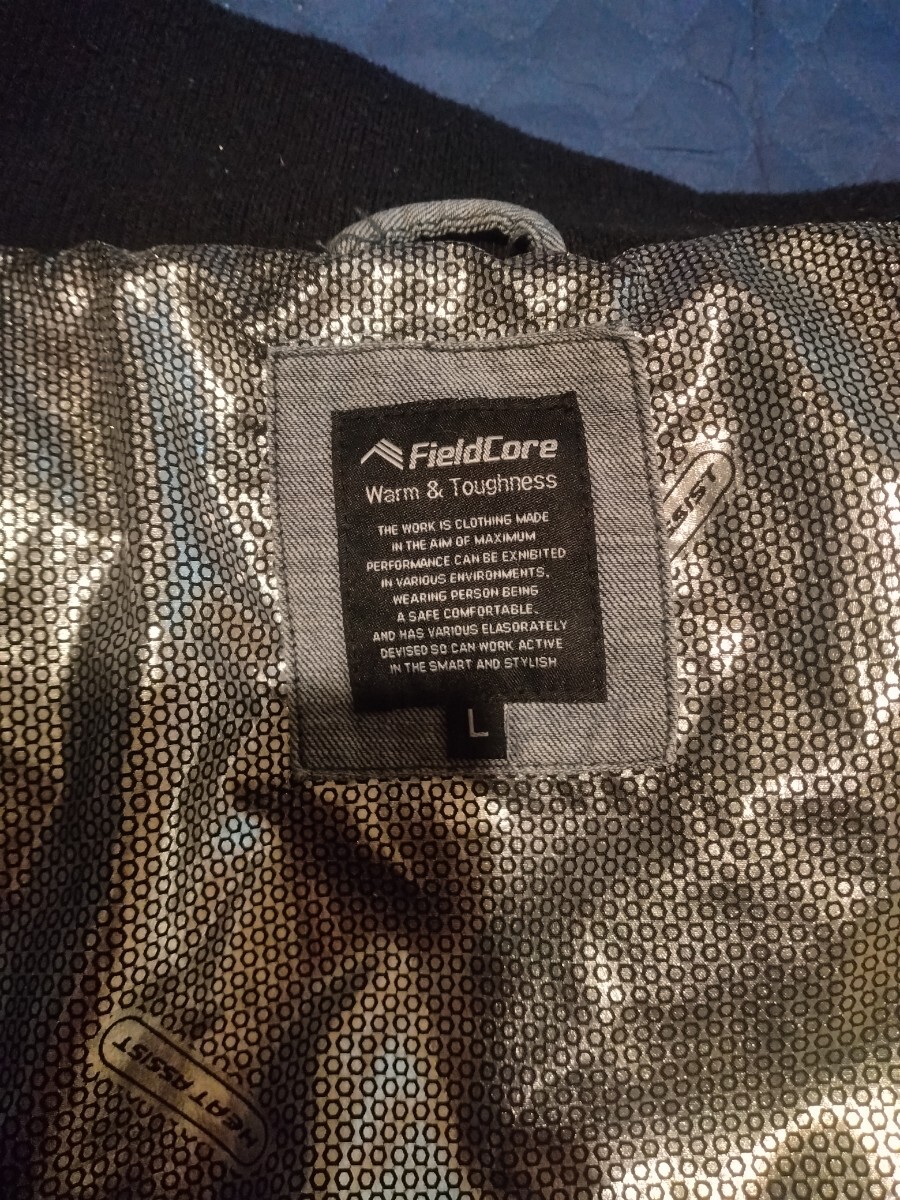 FieldCore
Warm & Toughness
THE WORK IS CLOTHING MADE
IN THE AIM OF MAXIMUM
PERFORMANCE CAN BE EXNIBITED
IN VARIOUS ENVIRONMENTS,
WEARING PERSON BEING
A SAFE COMFORTABLE.
AND HAS VARIOUS ELASORATELY
DEVISED SO CAN WORK ACTIVE
IN THE SMART AND STYLISH
L
SSIST
HEAT ASSIST